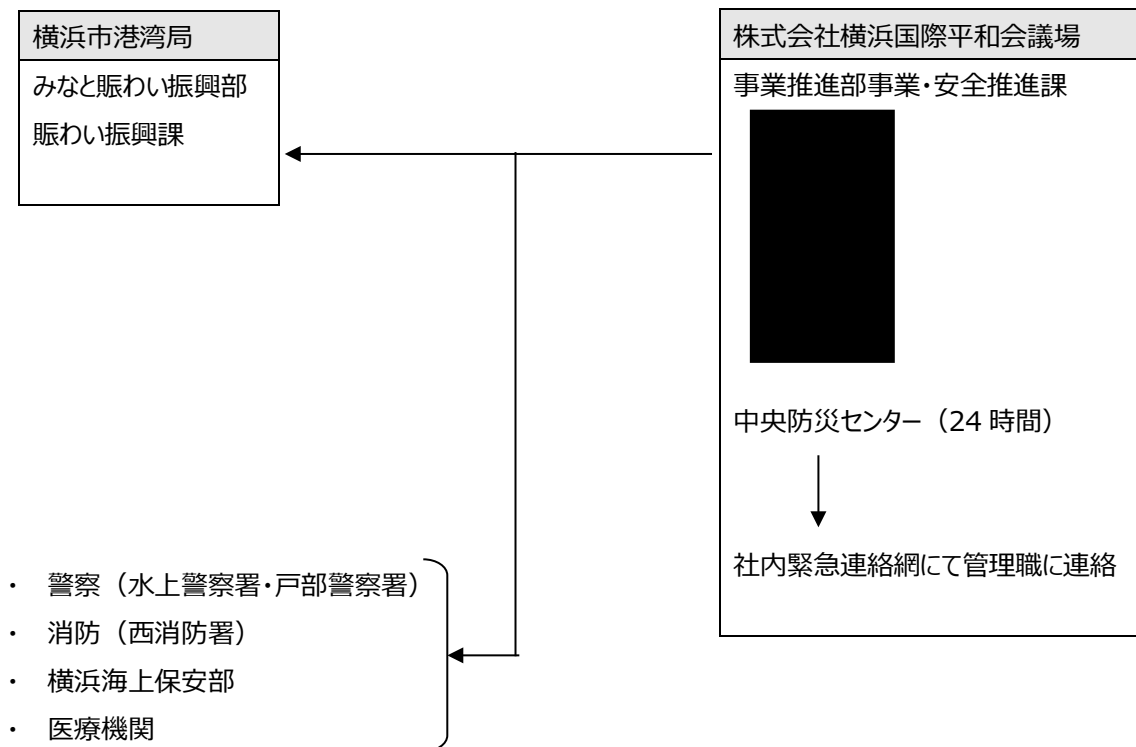 横浜市港湾局
みなと賑わい振興部
賑わい振興課
株式会社横浜国際平和会議場
事業推進部事業・安全推進課
中央防災センター（24 時間）
社内緊急連絡網にて管理職に連絡
・ 警察（水上警察署・戸部警察署）
・ 消防（西消防署）
・ 横浜海上保安部
・ 医療機関